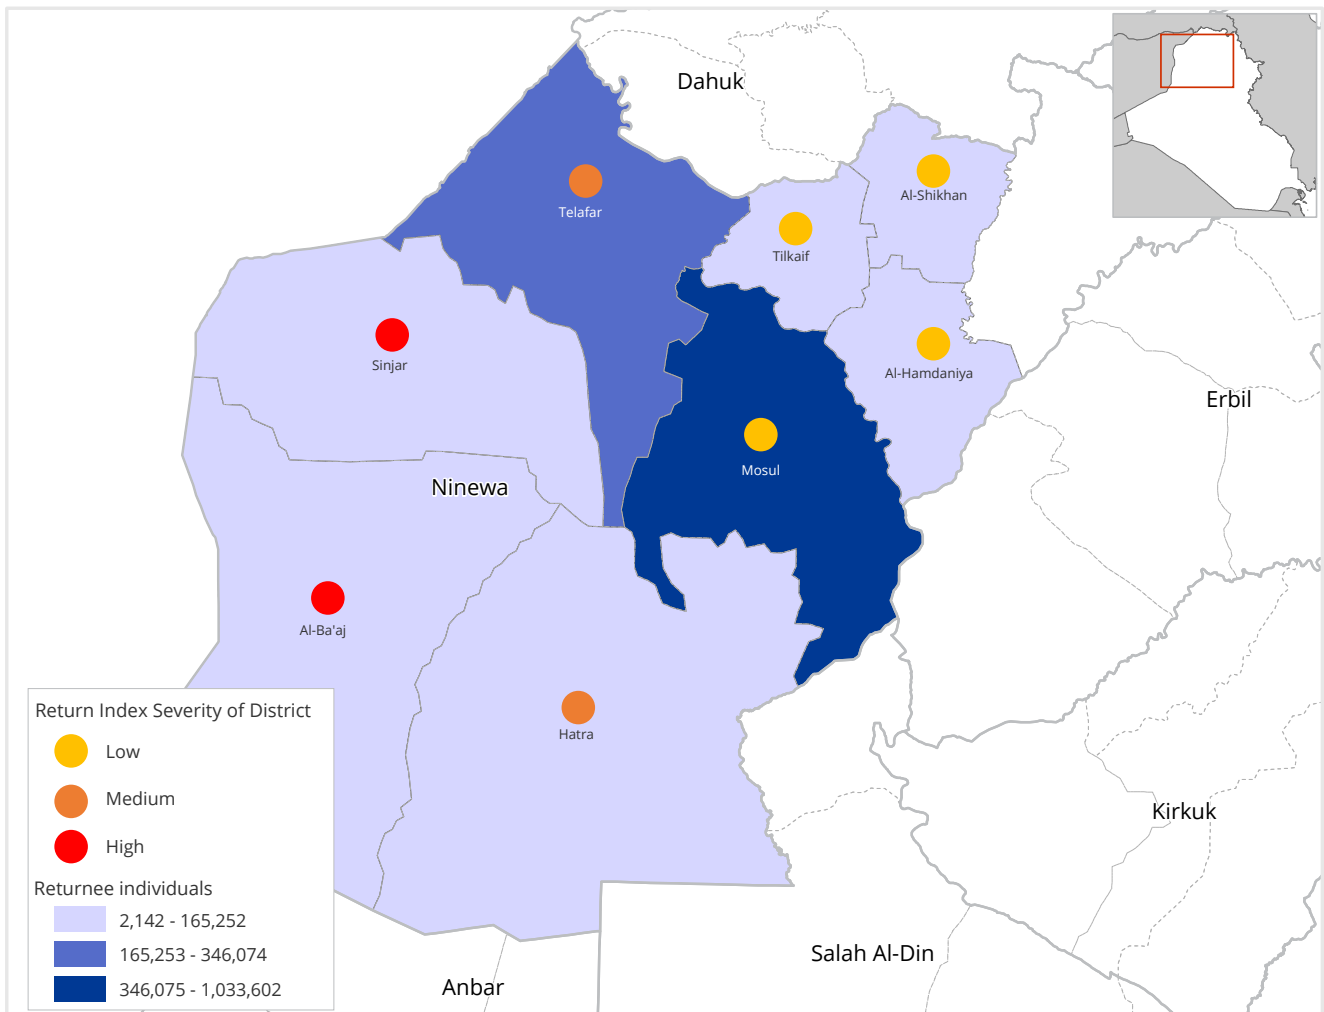 Dahuk
Al-Shikhan
Telafar
Tilkaif
Sinjar
Al-Hamdaniya
Erbil
Mosul
Ninewa
Al-Ba'aj
Hatra
Kirkuk
Salah Al-Din
Anbar
Return Index Severity of District
Low
Medium
High
Returnee individuals
2,142 - 165,252
165,253 - 346,074
346,075 - 1,033,602